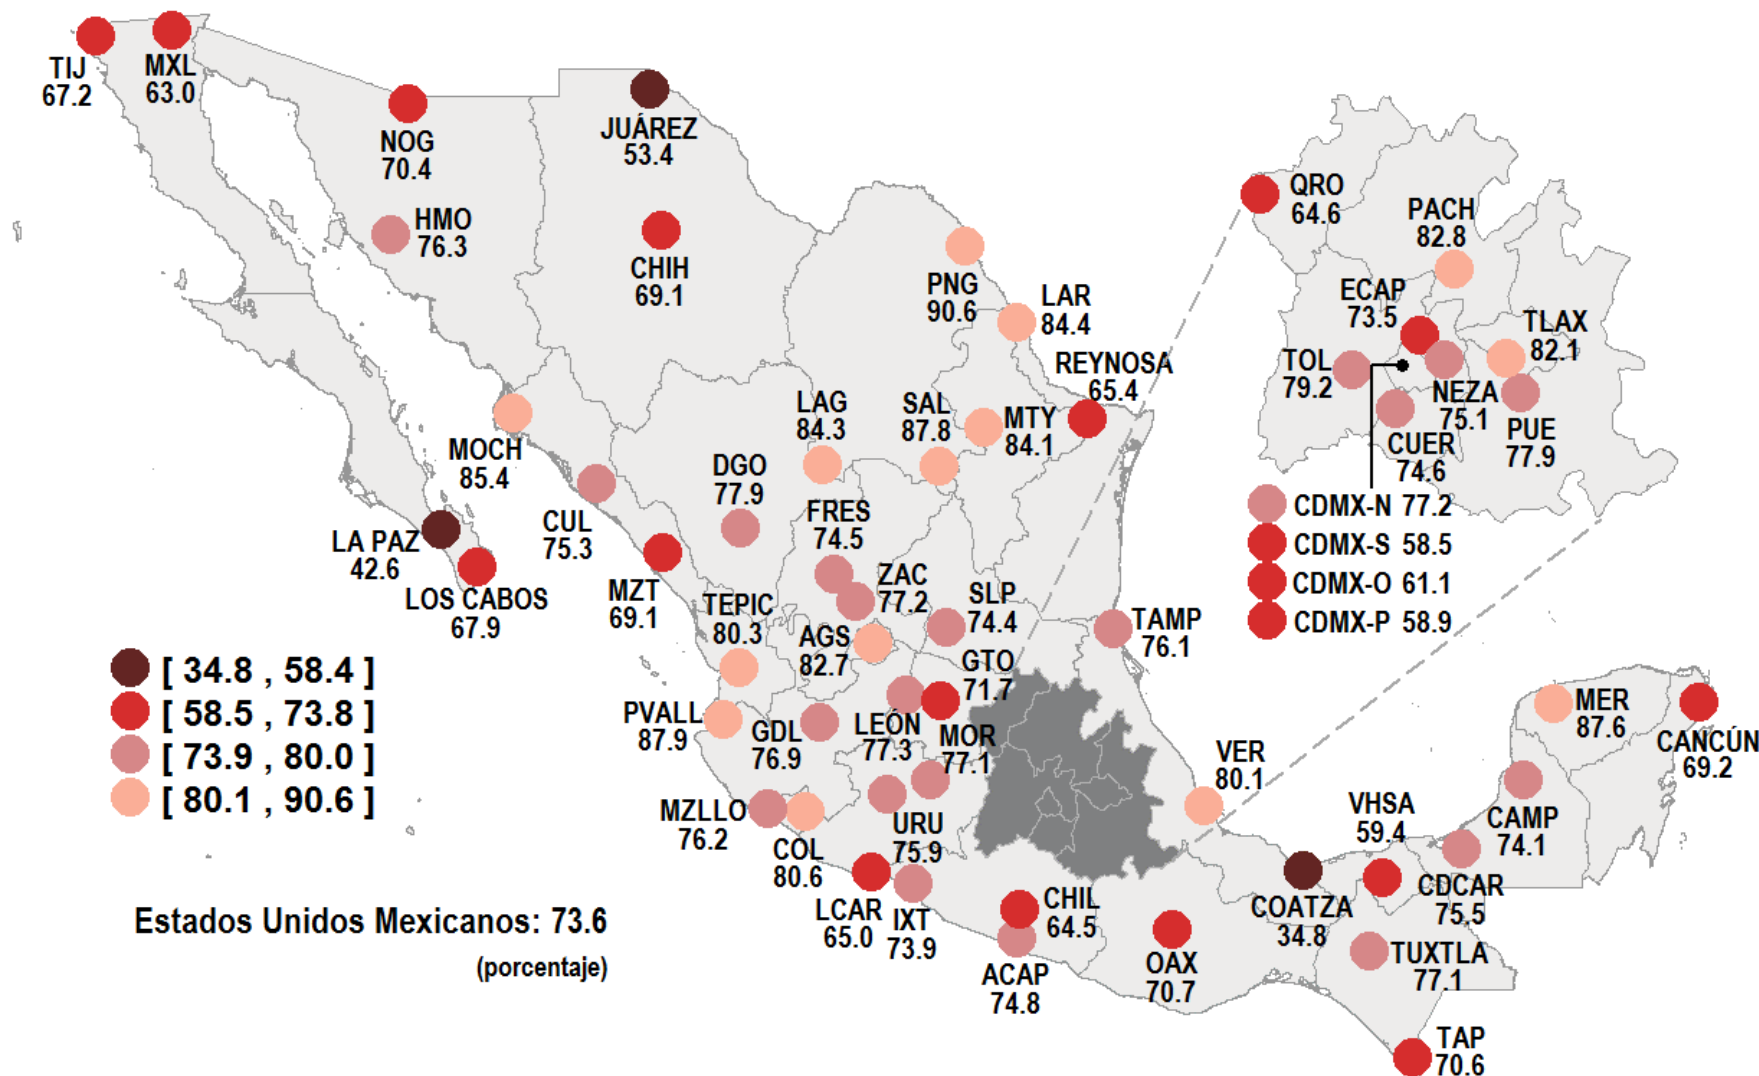 TIJ
67.2
MXL
63.0
NOG
70.4
HMO
76.3
JUÁREZ
53.4
CHIH
69.1
PNG
90.6
LAR
84.4
REYNOSA
65.4
LAG
84.3
SAL
87.8
MTY
84.1
MOCH
85.4
DGO
77.9
CUL
75.3
FRES
74.5
LA PAZ
42.6
LOS CABOS
67.9
MZT
69.1
TEPIC
80.3
ZAC
77.2
SLP
74.4
AGS
82.7
GTO
71.7
TAMP
76.1
PVALL
87.9
GDL
76.9
LEÓN
77.3
MOR
77.1
MZLLO
76.2
COL
80.6
URU
75.9
LCAR
65.0
IXT
73.9
CHIL
64.5
ACAP
74.8
OAX
70.7
VER
80.1
COATZA
34.8
VHSA
59.4
CDCAR
75.5
CAMP
74.1
MER
87.6
CANCÚN
69.2
TUXTLA
77.1
TAP
70.6
QRO
64.6
PACH
82.8
ECAP
73.5
TLAX
82.1
TOL
79.2
NEZA
75.1
CUER
74.6
PUE
77.9
CDMX-N 77.2
CDMX-S 58.5
CDMX-O 61.1
CDMX-P 58.9
[ 34.8 , 58.4 ]
[ 58.5 , 73.8 ]
[ 73.9 , 80.0 ]
[ 80.1 , 90.6 ]
Estados Unidos Mexicanos: 73.6
(porcentaje)